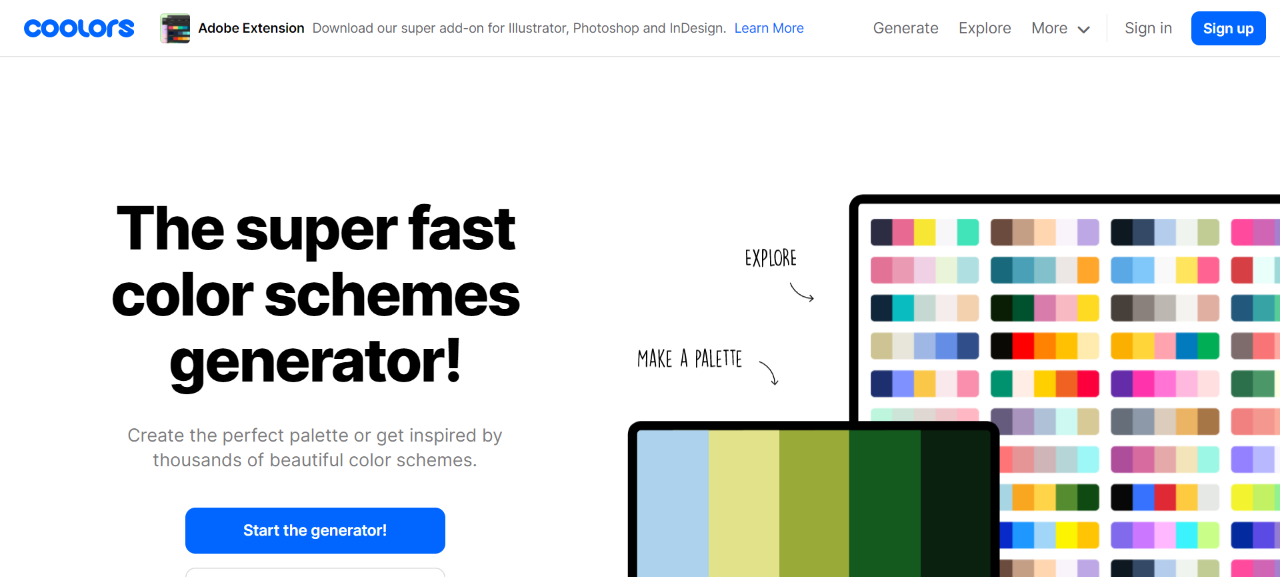 coolors
Adobe Extension Download our super add-on for Illustrator, Photoshop and InDesign. Learn More
Generate Explore More Sign in Sign up
The super fast
color schemes
generator!
Create the perfect palette or get inspired by
thousands of beautiful color schemes.
Start the generator!
EXPLORE
MAKE A PALETTE